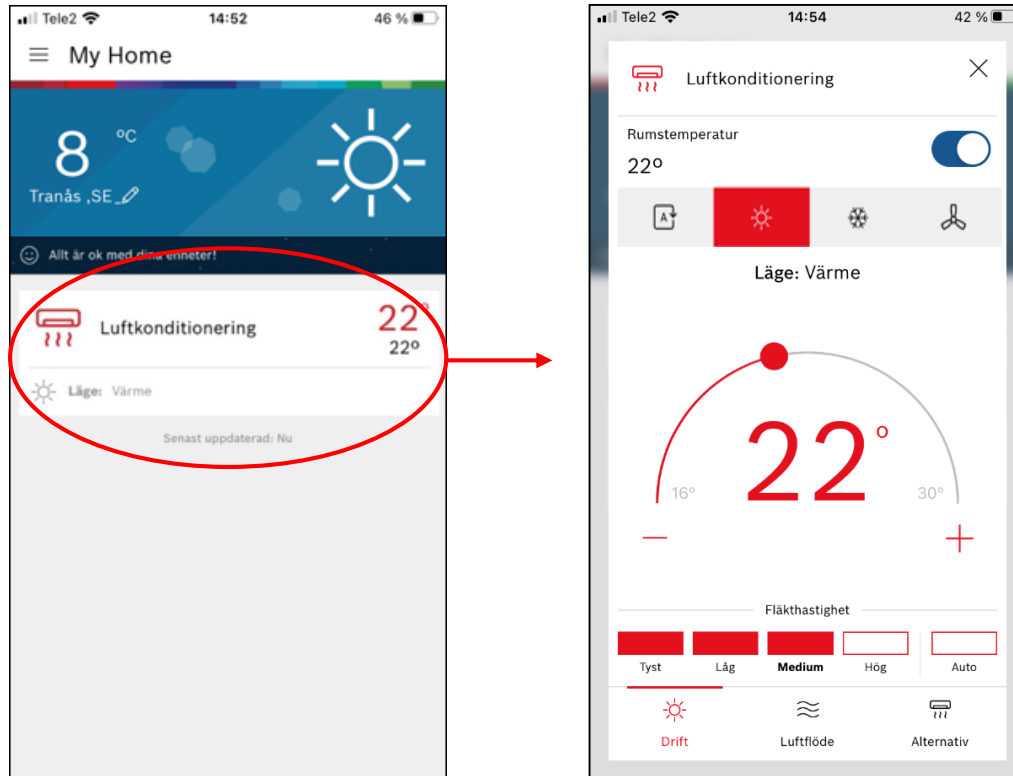 Tele2 14:52 46 %
My Home
8 °C
Tranås ,SE
Allt är ok med dina enheter!
Luftkonditionering 22°
22º
Läge: Värme
Senast uppdaterad: Nu
Tele2 14:54 42 %
Luftkonditionering
Rumstemperatur
22º
A
Läge: Värme
22°
16° 30°
Fläkthastighet
Tyst Låg Medium Hög Auto
Drift Luftflöde Alternativ